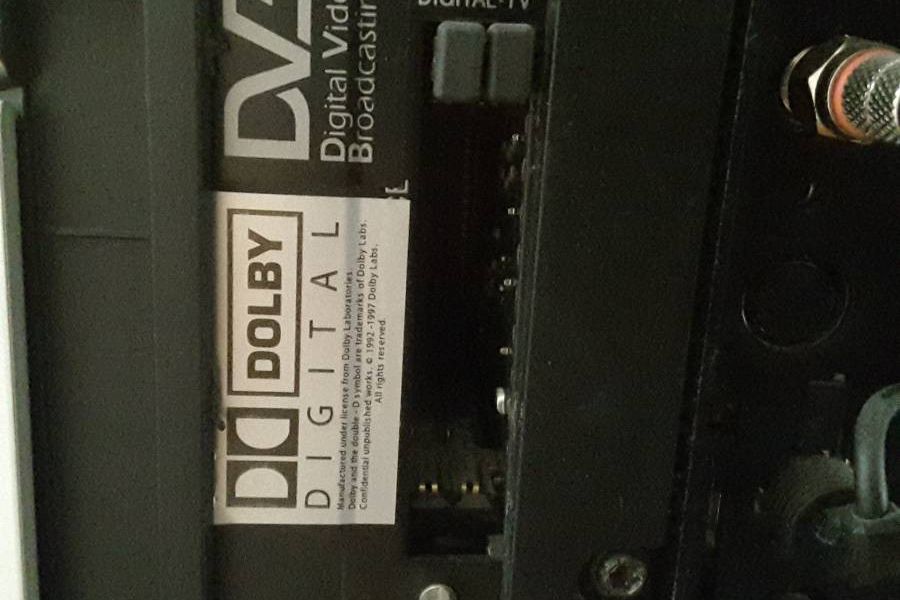 DIGITAL-TV
DV
Digital Video
Broadcasting
DOLBY
DIGITAL
Manufactured under license from Dolby Laboratories.
Dolby and the double - D symbol are trademarks of Dolby Labs.
Confidential unpublished works. © 1992 -1997 Dolby Labs.
All rights reserved.